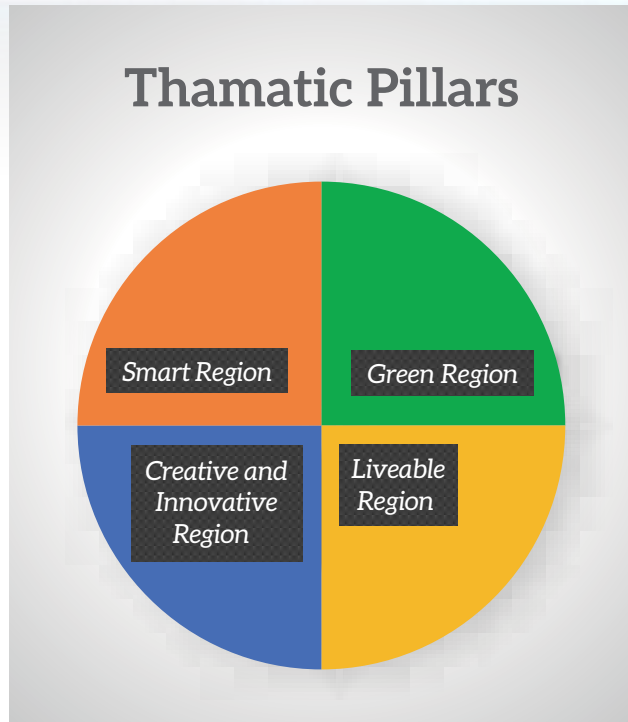 Thamatic Pillars
Smart Region
Green Region
Creative and
Innovative
Region
Liveable
Region